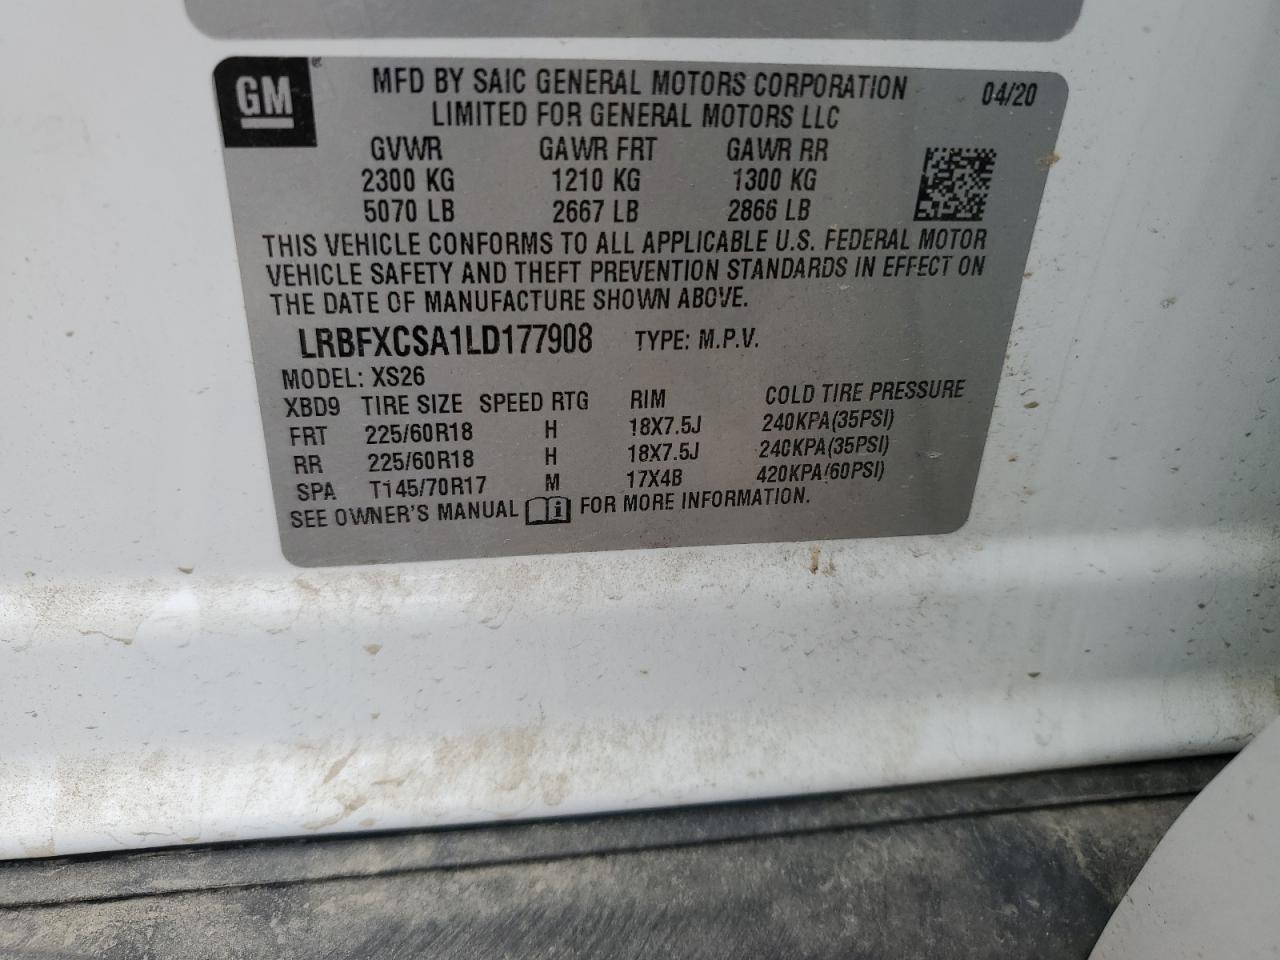 GM ®
MFD BY SAIC GENERAL MOTORS CORPORATION 04/20
LIMITED FOR GENERAL MOTORS LLC
GVWR GAWR FRT GAWR RR
2300 KG 1210 KG 1300 KG
5070 LB 2667 LB 2866 LB
THIS VEHICLE CONFORMS TO ALL APPLICABLE U.S. FEDERAL MOTOR
VEHICLE SAFETY AND THEFT PREVENTION STANDARDS IN EFFECT ON
THE DATE OF MANUFACTURE SHOWN ABOVE.
LRBFXCSA1LD177908 TYPE: M.P.V.
MODEL: XS26
XBD9 TIRE SIZE SPEED RTG RIM COLD TIRE PRESSURE
FRT 225/60R18 H 18X7.5J 240KPA(35PSI)
RR 225/60R18 H 18X7.5J 240KPA(35PSI)
SPA T145/70R17 M 17X4B 420KPA(60PSI)
SEE OWNER'S MANUAL i FOR MORE INFORMATION.